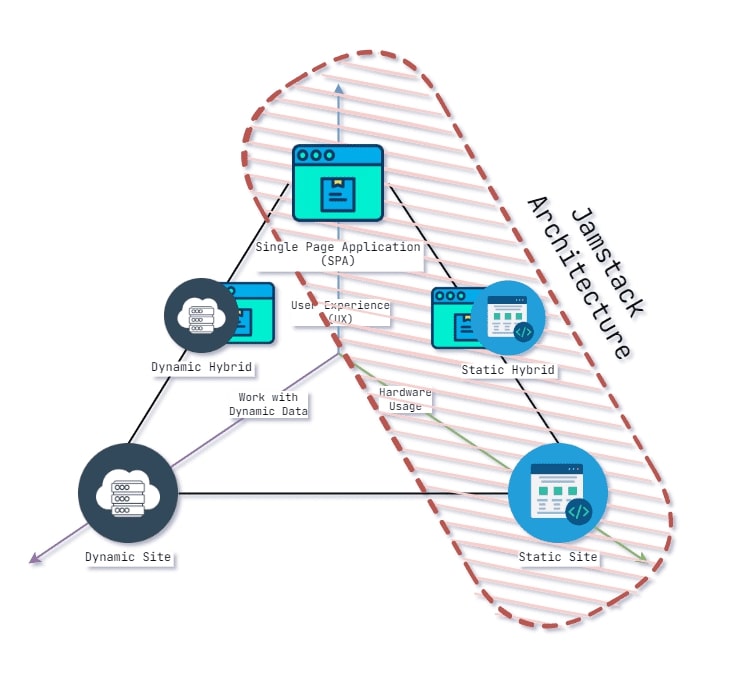 Jamstack
Architecture
Single Page Application
(SPA)
User Experience
(UX)
Dynamic Hybrid
Static Hybrid
Work with
Dynamic Data
Hardware
Usage
Dynamic Site
Static Site